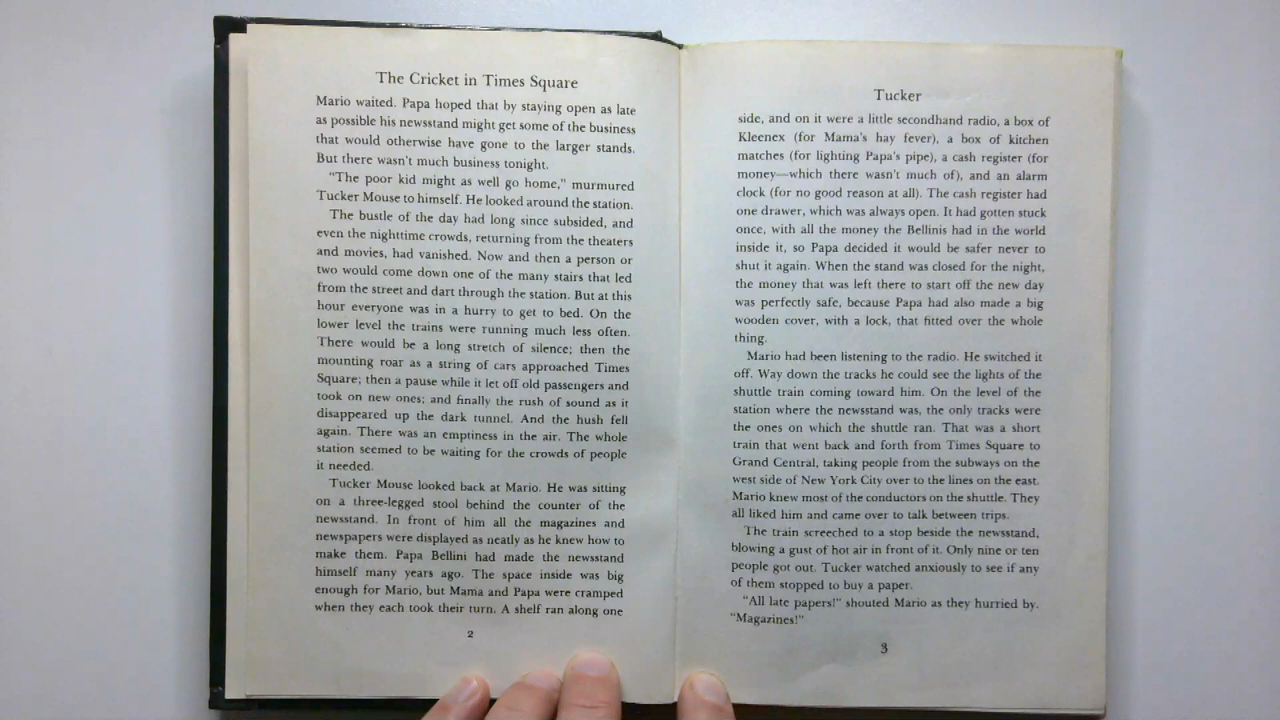 The Cricket in Times Square
Mario waited. Papa hoped that by staying open as late
as possible his newsstand might get some of the business
that would otherwise have gone to the larger stands.
But there wasn't much business tonight.
"The poor kid might as well go home," murmured
Tucker Mouse to himself. He looked around the station.
The bustle of the day had long since subsided, and
even the nighttime crowds, returning from the theaters
and movies, had vanished. Now and then a person or
two would come down one of the many stairs that led
from the street and dart through the station. But at this
hour everyone was in a hurry to get to bed. On the
lower level the trains were running much less often.
There would be a long stretch of silence; then the
mounting roar as a string of cars approached Times
Square; then a pause while it let off old passengers and
took on new ones; and finally the rush of sound as it
disappeared up the dark tunnel. And the hush fell
again. There was an emptiness in the air. The whole
station seemed to be waiting for the crowds of people
it needed.
Tucker Mouse looked back at Mario. He was sitting
on a three-legged stool behind the counter of the
newsstand. In front of him all the magazines and
newspapers were displayed as neatly as he knew how to
make them. Papa Bellini had made the newsstand
himself many years ago. The space inside was big
enough for Mario, but Mama and Papa were cramped
when they each took their turn. A shelf ran along one
2
Tucker
side, and on it were a little secondhand radio, a box of
Kleenex (for Mama's hay fever), a box of kitchen
matches (for lighting Papa's pipe), a cash register (for
money—which there wasn't much of), and an alarm
clock (for no good reason at all). The cash register had
one drawer, which was always open. It had gotten stuck
once, with all the money the Bellinis had in the world
inside it, so Papa decided it would be safer never to
shut it again. When the stand was closed for the night,
the money that was left there to start off the new day
was perfectly safe, because Papa had also made a big
wooden cover, with a lock, that fitted over the whole
thing.
Mario had been listening to the radio. He switched it
off. Way down the tracks he could see the lights of the
shuttle train coming toward him. On the level of the
station where the newsstand was, the only tracks were
the ones on which the shuttle ran. That was a short
train that went back and forth from Times Square to
Grand Central, taking people from the subways on the
west side of New York City over to the lines on the east.
Mario knew most of the conductors on the shuttle. They
all liked him and came over to talk between trips.
The train screeched to a stop beside the newsstand,
blowing a gust of hot air in front of it. Only nine or ten
people got out. Tucker watched anxiously to see if any
of them stopped to buy a paper.
"All late papers!" shouted Mario as they hurried by.
"Magazines!"
3